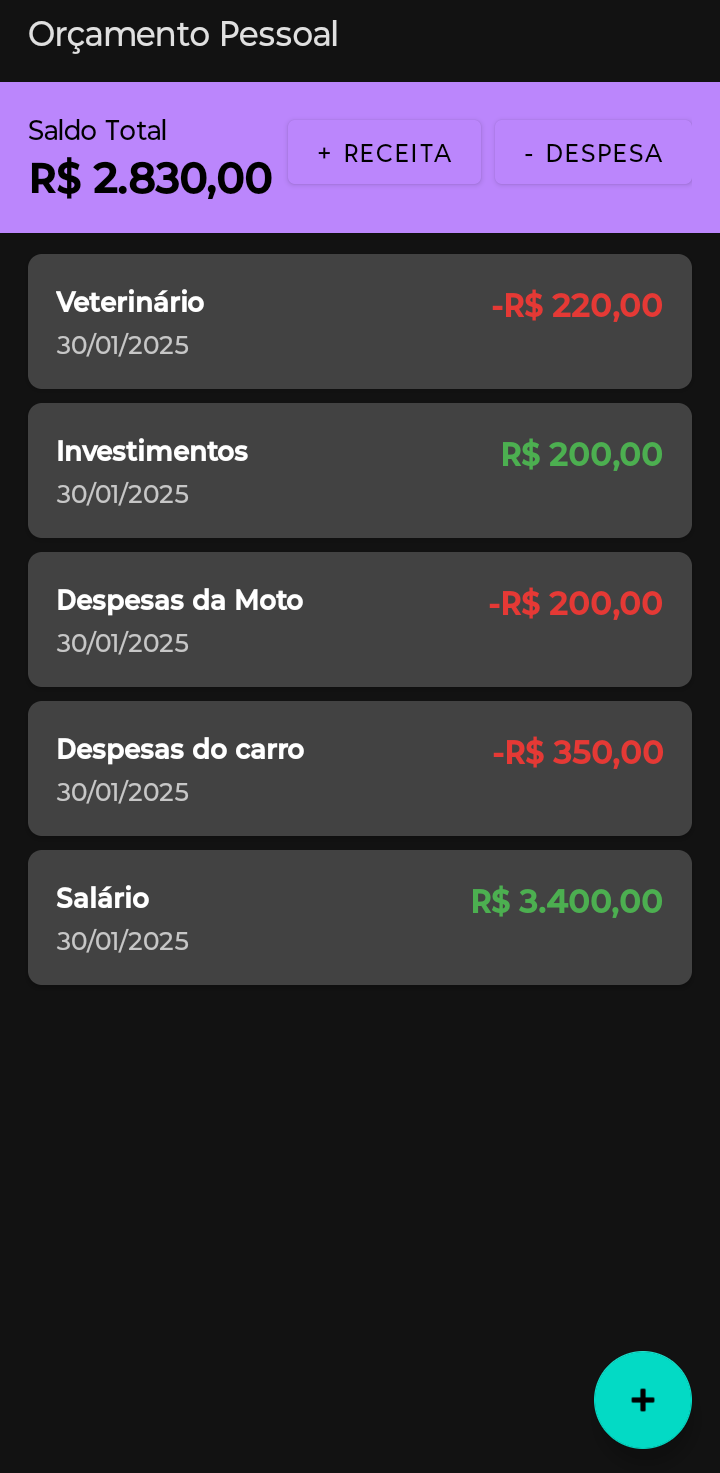 Orçamento Pessoal
Saldo Total
R$ 2.830,00
+ RECEITA
- DESPESA
Veterinário
-R$ 220,00
30/01/2025
Investimentos
R$ 200,00
30/01/2025
Despesas da Moto
-R$ 200,00
30/01/2025
Despesas do carro
-R$ 350,00
30/01/2025
Salário
R$ 3.400,00
30/01/2025
+